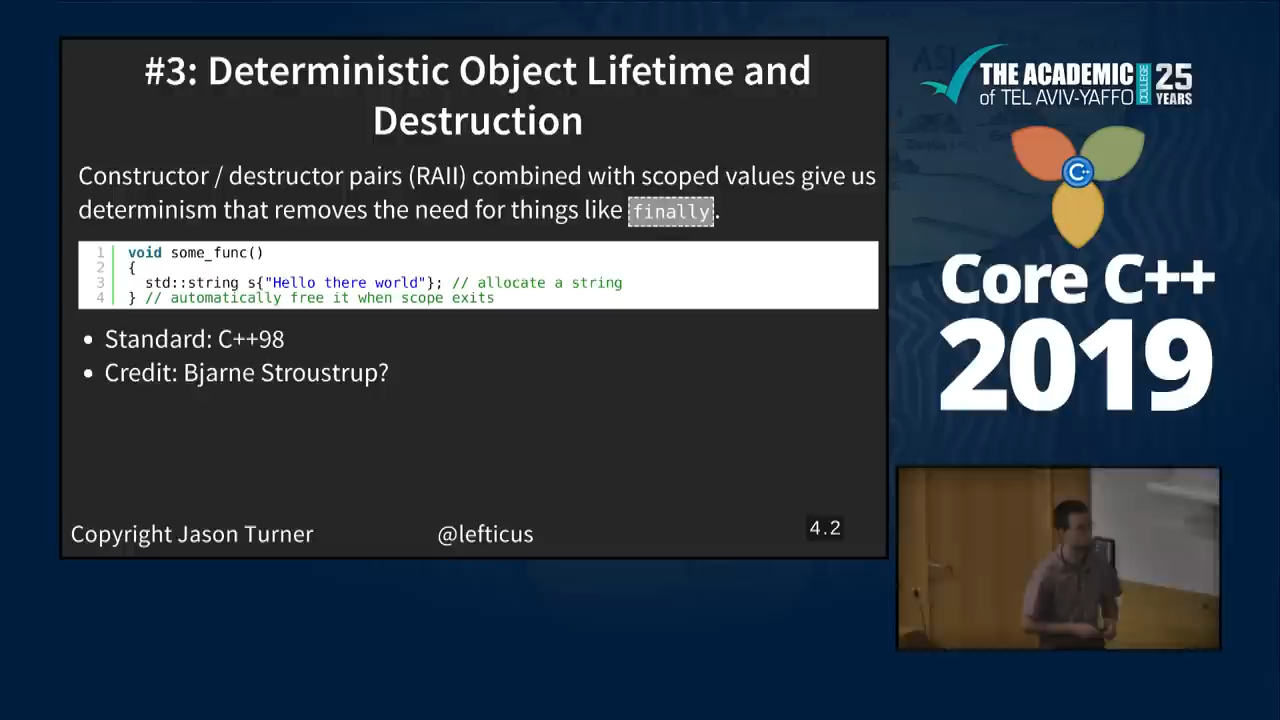 #3: Deterministic Object Lifetime and
Destruction
Constructor / destructor pairs (RAII) combined with scoped values give us
determinism that removes the need for things like finally.
1 void some_func()
2 {
3 std::string s{"Hello there world"}; // allocate a string
4 } // automatically free it when scope exits
• Standard: C++98
• Credit: Bjarne Stroustrup?
Copyright Jason Turner @lefticus 4.2
THE ACADEMIC COLLEGE 25
of TEL AVIV-YAFFO YEARS
C++
Core C++
2019